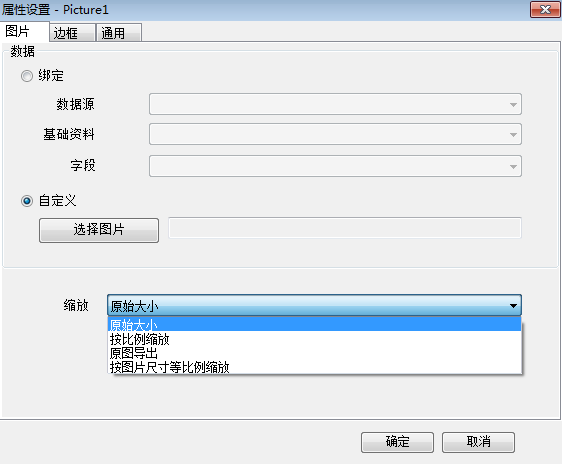 属性设置 - Picture1
图片 边框 通用
数据
绑定
数据源
基础资料
字段
自定义
选择图片
缩放 原始大小
原始大小
按比例缩放
原图导出
按图片尺寸等比例缩放
确定 取消